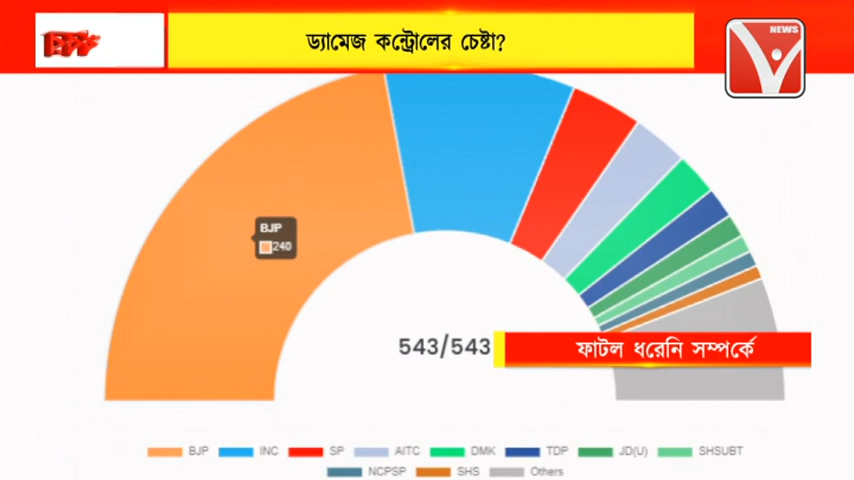 ড্যামেজ কন্ট্রোলের চেষ্টা?
NEWS
BJP
240
543/543
ফাটল ধরেনি সম্পর্কে
BJP INC SP AITC DMK TDP JD(U) SHSUBT
NCPSP SHS Others